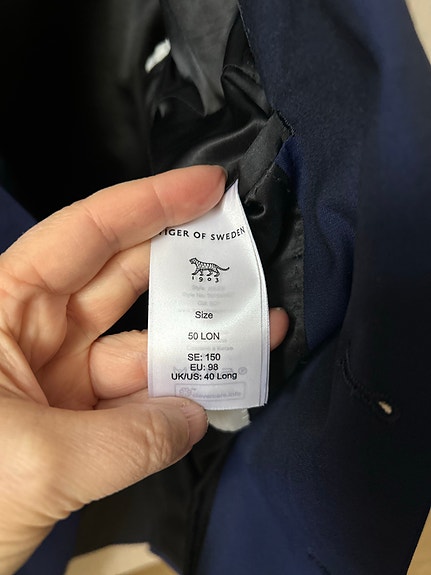 TIGER OF SWEDEN
1903
Size
50 LON
SE: 150
EU: 98
UK/US: 40 Long